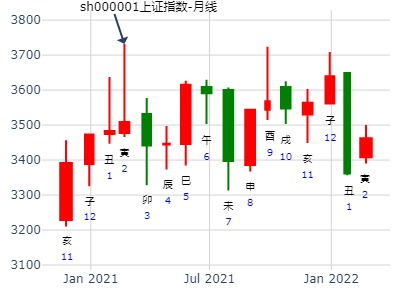 sh000001上证指数-月线
3800
3700
3600
3500
3400
3300
3200
3100
亥
11
子
12
丑
1
寅
2
卯
3
辰
4
巳
5
午
6
未
7
申
8
酉
9
戌
10
亥
11
子
12
丑
1
寅
2
Jan 2021
Jul 2021
Jan 2022